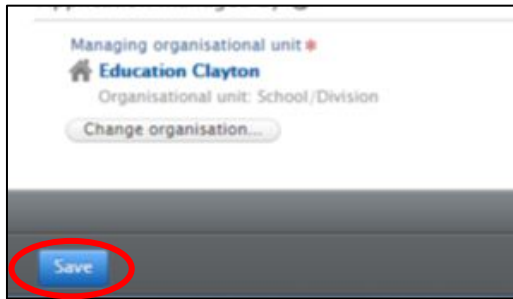 Managing organisational unit *
Education Clayton
Organisational unit: School/Division
Change organisation...
Save